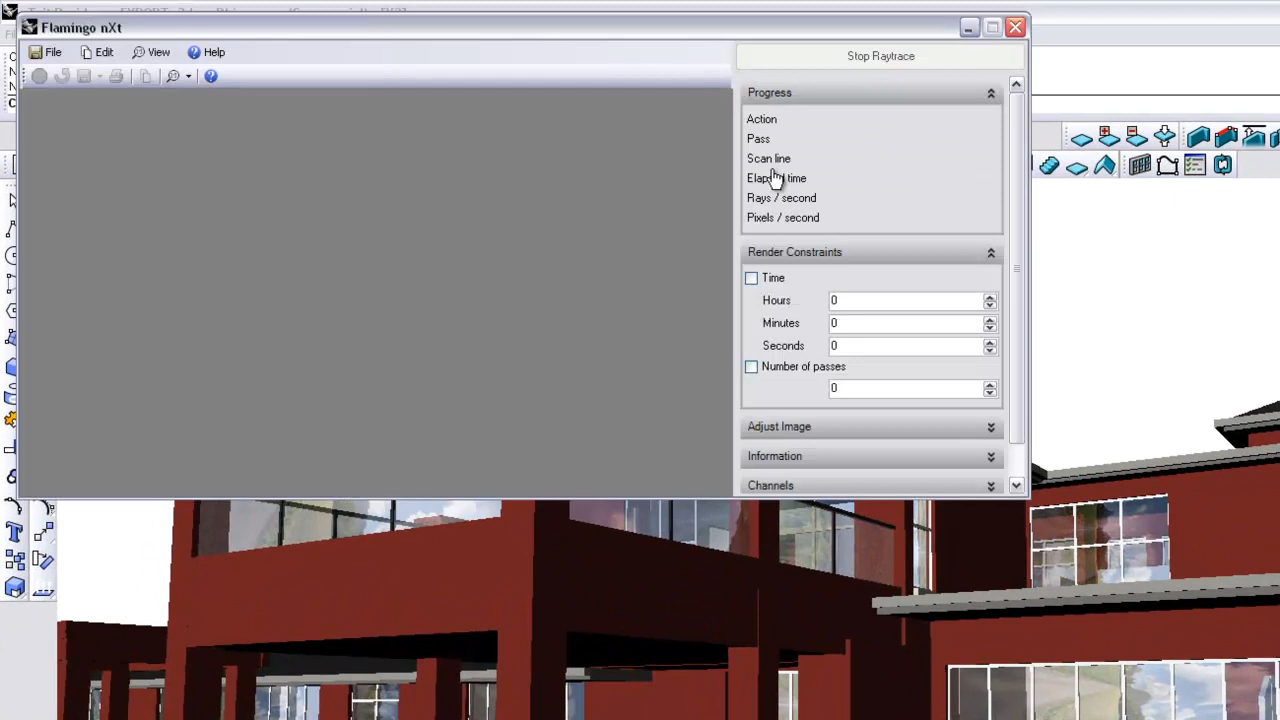 Flamingo nXt
File Edit View Help
Stop Raytrace
Progress
Action
Pass
Scan line
Rays / second
Pixels / second
Render Constraints
Time
Hours 0
Minutes 0
Seconds 0
Number of passes
0
Adjust Image
Information
Channels